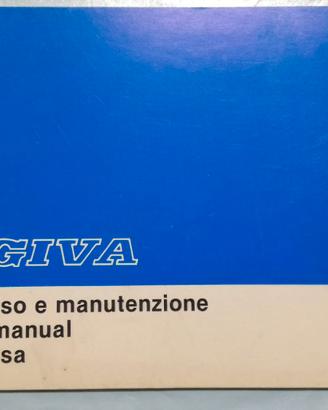 GIVA
so e manutenzione
manual
sa